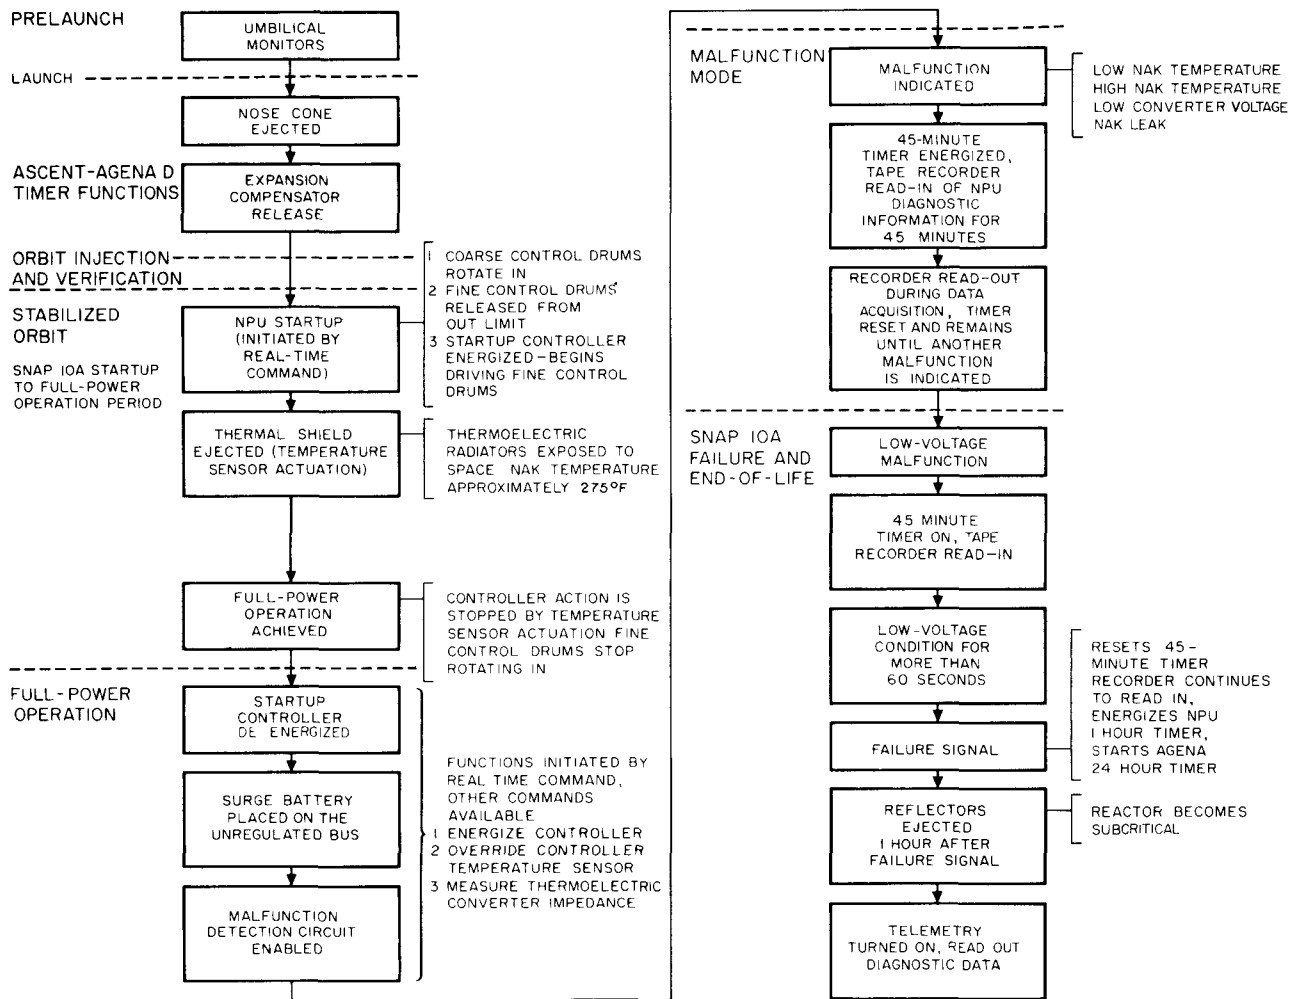 PRELAUNCH
UMBILICAL
MONITORS
LAUNCH
NOSE CONE
EJECTED
ASCENT-AGENA D
TIMER FUNCTIONS
EXPANSION
COMPENSATOR
RELEASE
ORBIT INJECTION
AND VERIFICATION
STABILIZED
ORBIT
SNAP 10A STARTUP
TO FULL-POWER
OPERATION PERIOD
NPU STARTUP
(INITIATED BY
REAL-TIME
COMMAND)
1 COARSE CONTROL DRUMS
ROTATE IN
2 FINE CONTROL DRUMS
RELEASED FROM
OUT LIMIT
3 STARTUP CONTROLLER
ENERGIZED-BEGINS
DRIVING FINE CONTROL
DRUMS
THERMAL SHIELD
EJECTED (TEMPERATURE
SENSOR ACTUATION)
THERMOELECTRIC
RADIATORS EXPOSED TO
SPACE NAK TEMPERATURE
APPROXIMATELY 275°F
FULL-POWER
OPERATION
ACHIEVED
CONTROLLER ACTION IS
STOPPED BY TEMPERATURE
SENSOR ACTUATION FINE
CONTROL DRUMS STOP
ROTATING IN
FULL-POWER
OPERATION
STARTUP
CONTROLLER
DE ENERGIZED
SURGE BATTERY
PLACED ON THE
UNREGULATED BUS
MALFUNCTION
DETECTION CIRCUIT
ENABLED
FUNCTIONS INITIATED BY
REAL TIME COMMAND,
OTHER COMMANDS
AVAILABLE
1 ENERGIZE CONTROLLER
2 OVERRIDE CONTROLLER
TEMPERATURE SENSOR
3 MEASURE THERMOELECTRIC
CONVERTER IMPEDANCE
MALFUNCTION
MODE
MALFUNCTION
INDICATED
LOW NAK TEMPERATURE
HIGH NAK TEMPERATURE
LOW CONVERTER VOLTAGE
NAK LEAK
45-MINUTE
TIMER ENERGIZED,
TAPE RECORDER
READ-IN OF NPU
DIAGNOSTIC
INFORMATION FOR
45 MINUTES
RECORDER READ-OUT
DURING DATA
ACQUISITION, TIMER
RESET AND REMAINS
UNTIL ANOTHER
MALFUNCTION
IS INDICATED
SNAP 10A
FAILURE AND
END-OF-LIFE
LOW-VOLTAGE
MALFUNCTION
45 MINUTE
TIMER ON, TAPE
RECORDER READ-IN
LOW-VOLTAGE
CONDITION FOR
MORE THAN
60 SECONDS
FAILURE SIGNAL
RESETS 45-
MINUTE TIMER
RECORDER CONTINUES
TO READ IN,
ENERGIZES NPU
1 HOUR TIMER,
STARTS AGENA
24 HOUR TIMER
REFLECTORS
EJECTED
1 HOUR AFTER
FAILURE SIGNAL
REACTOR BECOMES
SUBCRITICAL
TELEMETRY
TURNED ON, READ OUT
DIAGNOSTIC DATA